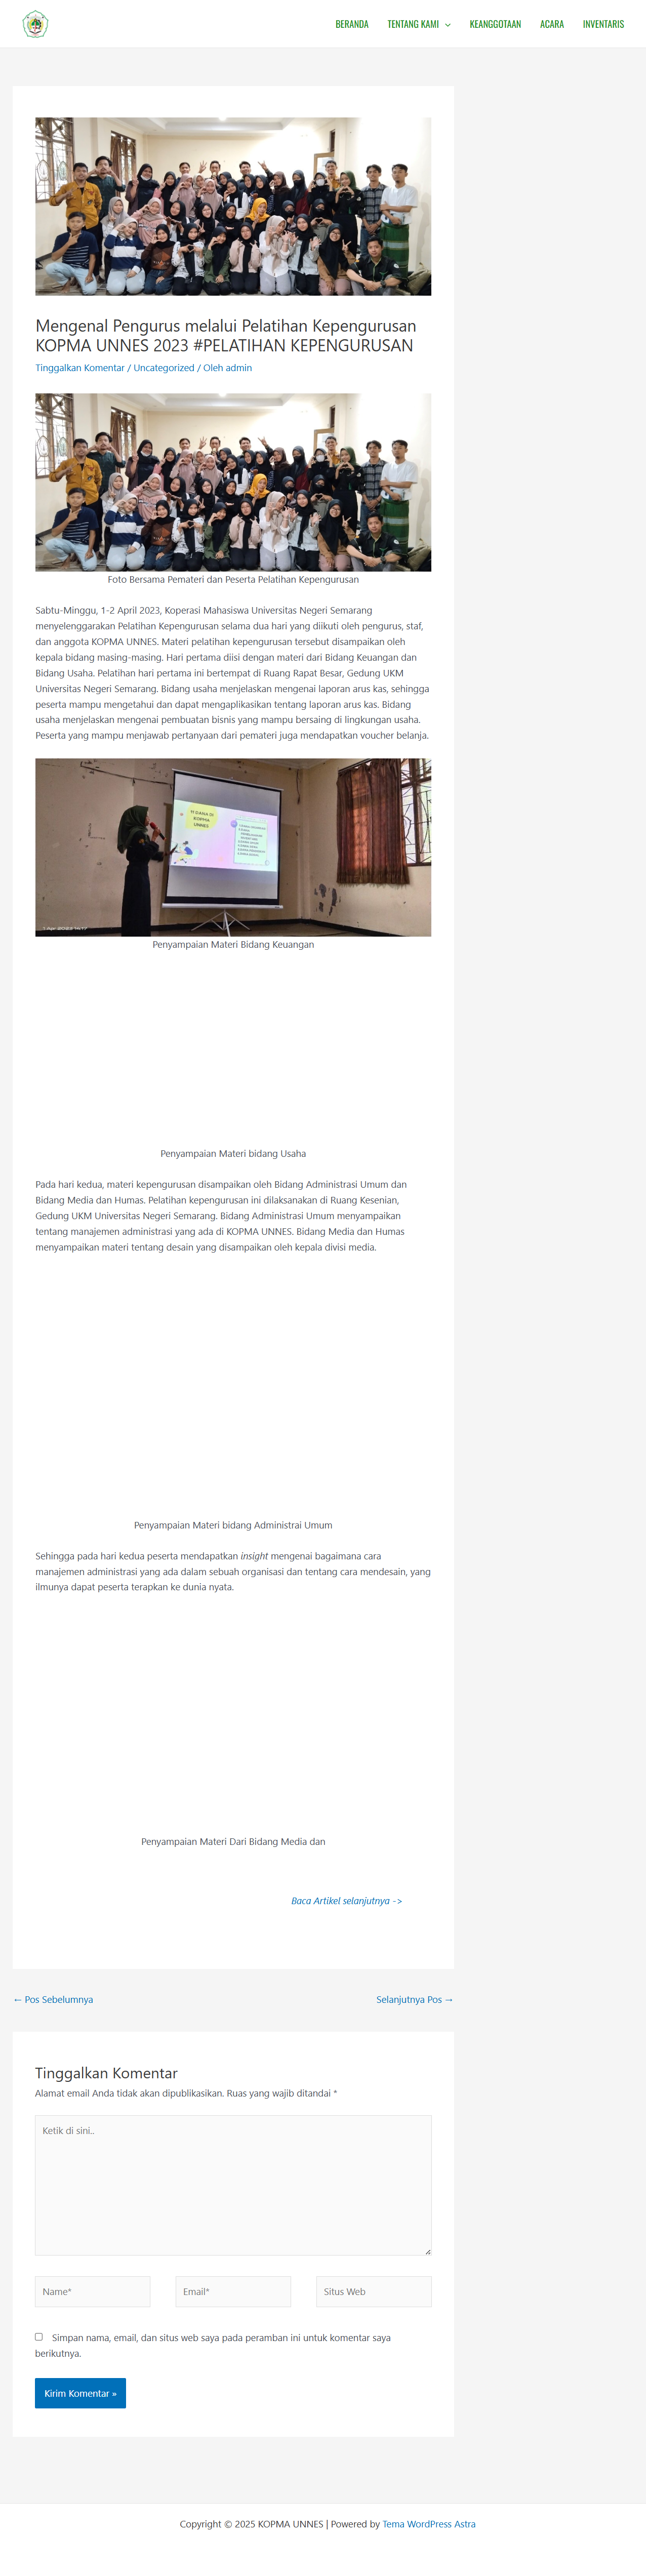 BERANDA TENTANG KAMI KEANGGOTAAN ACARA INVENTARIS
Mengenal Pengurus melalui Pelatihan Kepengurusan
KOPMA UNNES 2023 #PELATIHAN KEPENGURUSAN
Tinggalkan Komentar / Uncategorized / Oleh admin
Foto Bersama Pemateri dan Peserta Pelatihan Kepengurusan
Sabtu-Minggu, 1-2 April 2023, Koperasi Mahasiswa Universitas Negeri Semarang
menyelenggarakan Pelatihan Kepengurusan selama dua hari yang diikuti oleh pengurus, staf,
dan anggota KOPMA UNNES. Materi pelatihan kepengurusan tersebut disampaikan oleh
kepala bidang masing-masing. Hari pertama diisi dengan materi dari Bidang Keuangan dan
Bidang Usaha. Pelatihan hari pertama ini bertempat di Ruang Rapat Besar, Gedung UKM
Universitas Negeri Semarang. Bidang usaha menjelaskan mengenai laporan arus kas, sehingga
peserta mampu mengetahui dan dapat mengaplikasikan tentang laporan arus kas. Bidang
usaha menjelaskan mengenai pembuatan bisnis yang mampu bersaing di lingkungan usaha.
Peserta yang mampu menjawab pertanyaan dari pemateri juga mendapatkan voucher belanja.
KOPMA
UNNES
1 Apr 2023 14:17
Penyampaian Materi Bidang Keuangan
Penyampaian Materi bidang Usaha
Pada hari kedua, materi kepengurusan disampaikan oleh Bidang Administrasi Umum dan
Bidang Media dan Humas. Pelatihan kepengurusan ini dilaksanakan di Ruang Kesenian,
Gedung UKM Universitas Negeri Semarang. Bidang Administrasi Umum menyampaikan
tentang manajemen administrasi yang ada di KOPMA UNNES. Bidang Media dan Humas
menyampaikan materi tentang desain yang disampaikan oleh kepala divisi media.
Penyampaian Materi bidang Administrai Umum
Sehingga pada hari kedua peserta mendapatkan insight mengenai bagaimana cara
manajemen administrasi yang ada dalam sebuah organisasi dan tentang cara mendesain, yang
ilmunya dapat peserta terapkan ke dunia nyata.
Penyampaian Materi Dari Bidang Media dan
Baca Artikel selanjutnya ->
← Pos Sebelumnya Selanjutnya Pos →
Tinggalkan Komentar
Alamat email Anda tidak akan dipublikasikan. Ruas yang wajib ditandai *
Ketik di sini..
Name* Email* Situs Web
Simpan nama, email, dan situs web saya pada peramban ini untuk komentar saya
berikutnya.
Kirim Komentar »
Copyright © 2025 KOPMA UNNES | Powered by Tema WordPress Astra